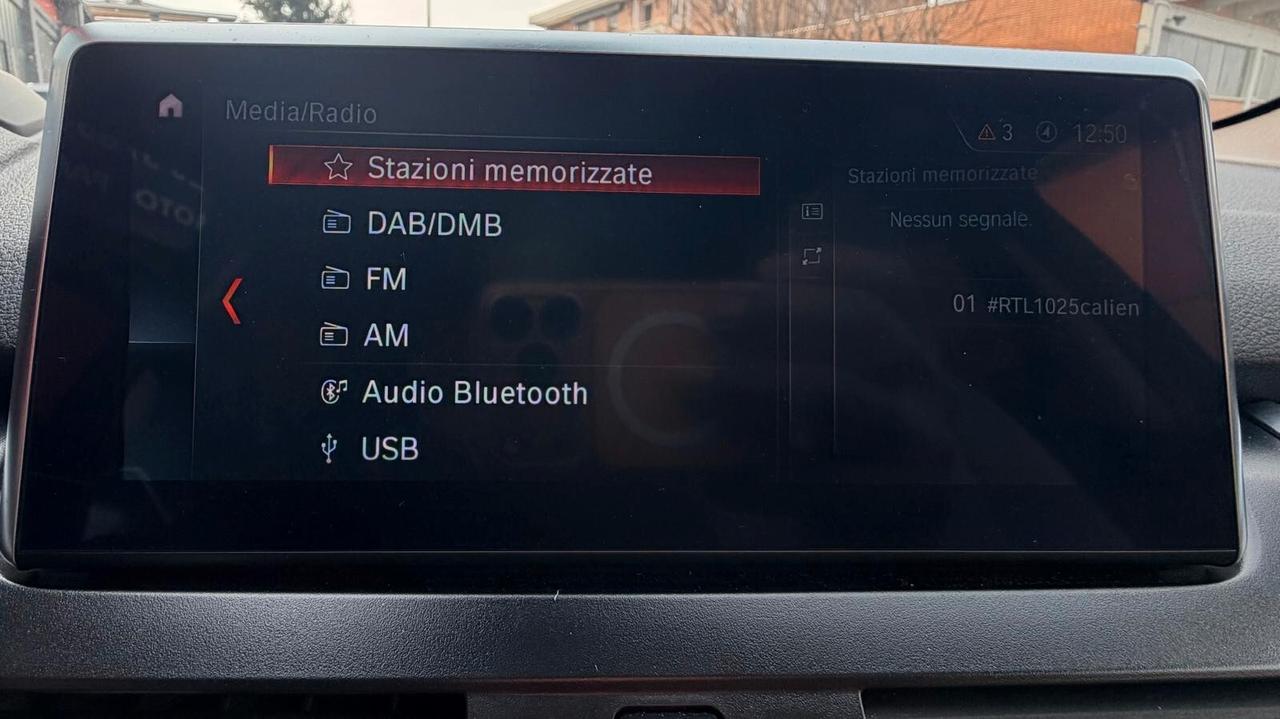 Media/Radio
3 12:50
Stazioni memorizzate
DAB/DMB
FM
AM
Audio Bluetooth
USB
Stazioni memorizzate
Nessun segnale.
01 #RTL1025calien